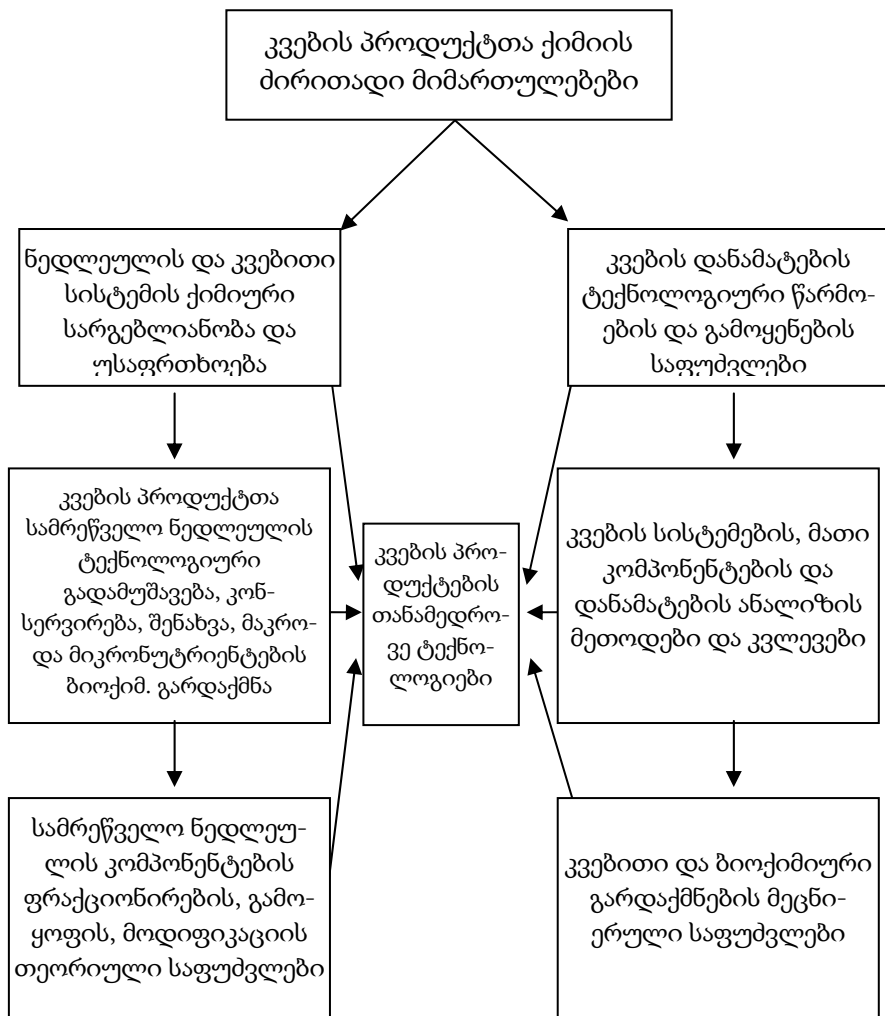 კვების პროდუქტთა ქიმიის
ძირითადი მიმართულებები
ნედლეულის და კვებითი
სისტემის ქიმიური
სარგებლიანობა და
უსაფრთხოება
კვების დანამატების
ტექნოლოგიური წარმო-
ების და გამოყენების
საფუძვლები
კვების პროდუქტთა
სამრეწველო ნედლეულის
ტექნოლოგიური
გადამუშავება, კონ-
სერვირება, შენახვა, მაკრო-
და მიკრონუტრიენტების
ბიოქიმ. გარდაქმნა
კვების პრო-
დუქტების
თანამედრო-
ვე ტექნო-
ლოგიები
კვების სისტემების, მათი
კომპონენტების და
დანამატების ანალიზის
მეთოდები და კვლევები
სამრეწველო ნედლეუ-
ლის კომპონენტების
ფრაქციონირების, გამო-
ყოფის, მოდიფიკაციის
თეორიული საფუძვლები
კვებითი და ბიოქიმიური
გარდაქმნების მეცნი-
ერული საფუძვლები